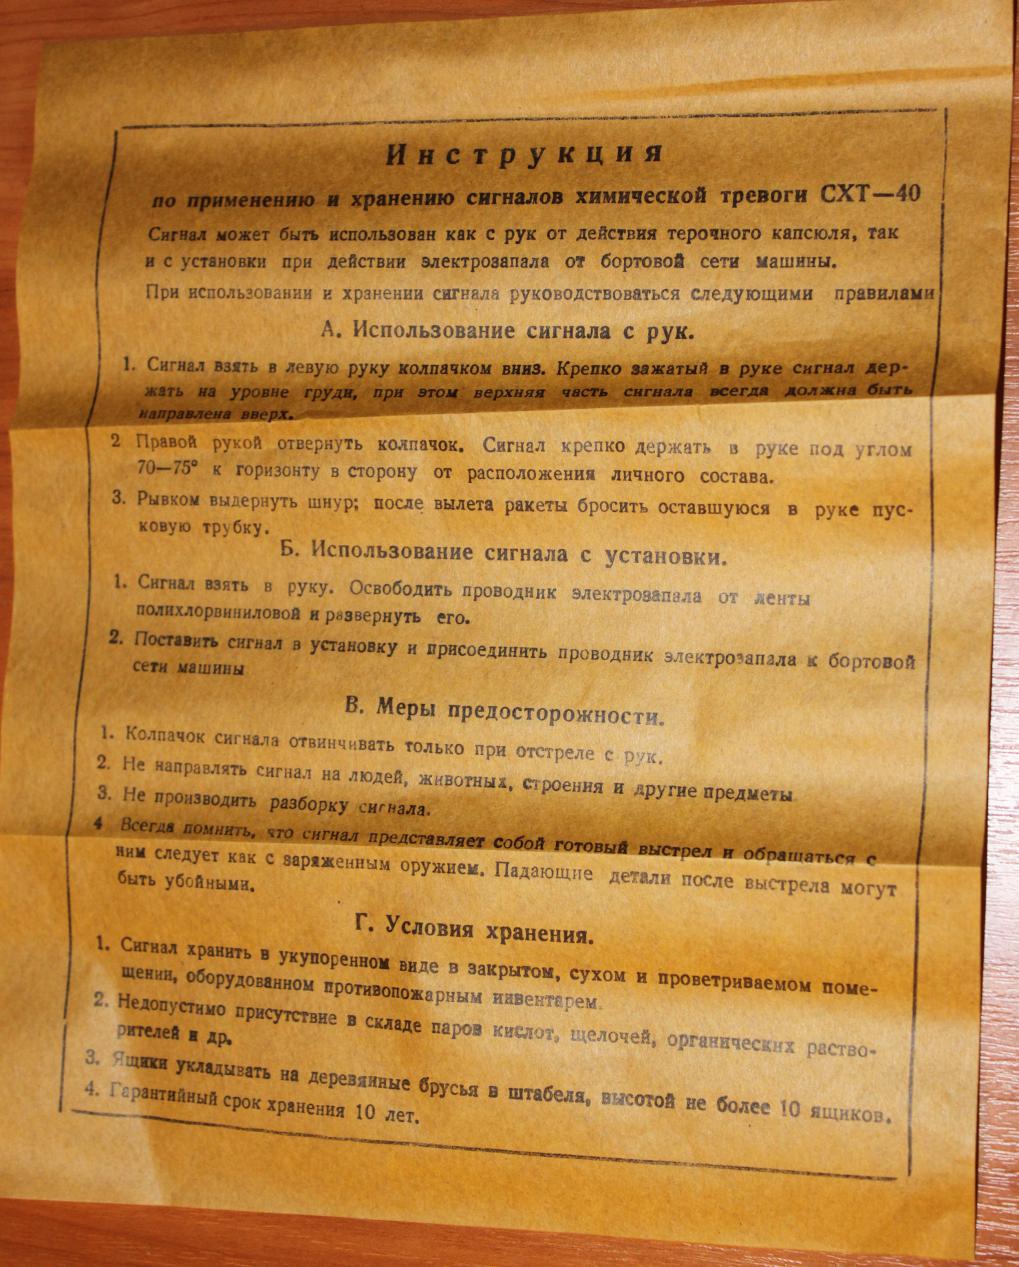 Инструкция
по применению и хранению сигналов химической тревоги СХТ—40
Сигнал может быть использован как с рук от действия терочного капсюля, так
и с установки при действии электрозапала от бортовой сети машины.
При использовании и хранении сигнала руководствоваться следующими правилами
А. Использование сигнала с рук.
1. Сигнал взять в левую руку колпачком вниз. Крепко зажатый в руке сигнал дер-
жать на уровне груди, при этом верхняя часть сигнала всегда должна быть
направлена вверх.
2 Правой рукой отвернуть колпачок. Сигнал крепко держать в руке под углом
70—75° к горизонту в сторону от расположения личного состава.
3. Рывком выдернуть шнур; после вылета ракеты бросить оставшуюся в руке пус-
ковую трубку.
Б. Использование сигнала с установки.
1. Сигнал взять в руку. Освободить проводник электрозапала от ленты
полихлорвиниловой и развернуть его.
2. Поставить сигнал в установку и присоединить проводник электрозапала к бортовой
сети машины
В. Меры предосторожности.
1. Колпачок сигнала отвинчивать только при отстреле с рук.
2. Не направлять сигнал на людей, животных, строения и другие предметы
3. Не производить разборку сигнала.
4 Всегда помнить, что сигнал представляет собой готовый выстрел и обращаться с
ним следует как с заряженным оружием. Падающие детали после выстрела могут
быть убойными.
Г. Условия хранения.
1. Сигнал хранить в укупоренном виде в закрытом, сухом и проветриваемом поме-
щении, оборудованном противопожарным инвентарем.
2. Недопустимо присутствие в складе паров кислот, щелочей, органических раство-
рителей и др.
3. Ящики укладывать на деревянные брусья в штабеля, высотой не более 10 ящиков.
4. Гарантийный срок хранения 10 лет.